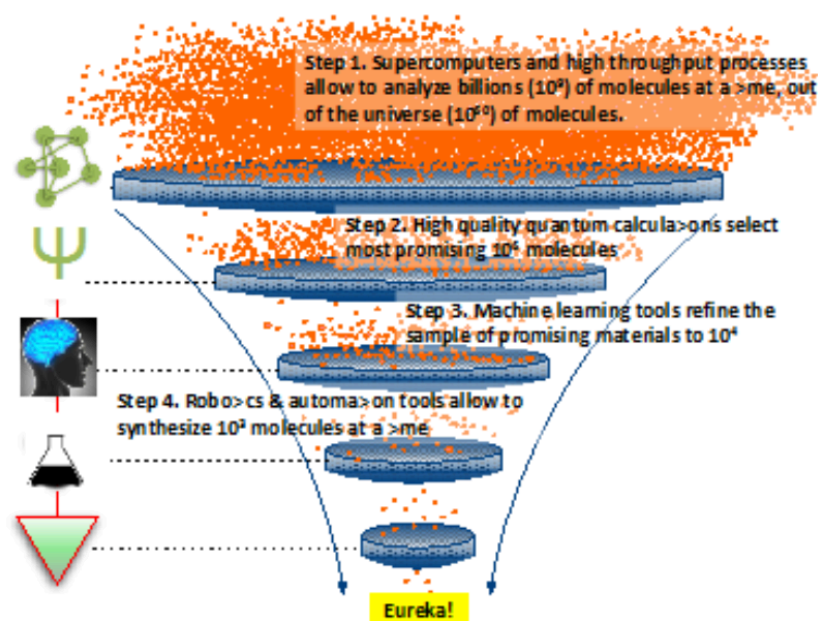 Step 1. Supercomputers and high throughput processes
allow to analyze billions (10⁹) of molecules at a >me, out
of the universe (10⁶⁰) of molecules.
Ψ
Step 2. High quality quantum calcula>ons select
most promising 10⁶ molecules
Step 3. Machine learning tools refine the
sample of promising materials to 10⁴
Step 4. Robo>cs & automa>on tools allow to
synthesize 10² molecules at a >me
Eureka!